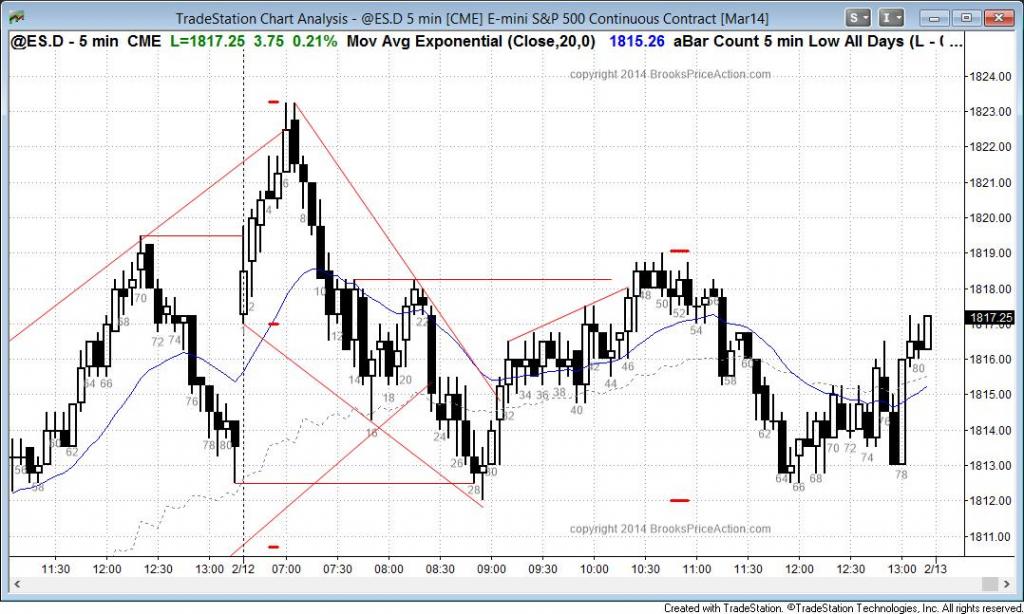 TradeStation Chart Analysis - @ES.D 5 min [CME] E-mini S&P 500 Continuous Contract [Mar14]
S I
@ES.D - 5 min CME L=1817.25 3.75 0.21% Mov Avg Exponential (Close,20,0) 1815.26 aBar Count 5 min Low All Days (L - ( ...
copyright 2014 BrooksPriceAction.com
1824.00
1823.00
1822.00
1821.00
1820.00
1819.00
1818.00
1817.25
1816.00
1815.00
1814.00
1813.00
1812.00
1811.00
56 58 62 64 66 68 70 72 74 76 78 80
2 4 6 8 10 12 14 16 18 20 22 24 26 28 30 32 34 36 38 40 42 44 46 48 50 52 54 56 58 60 62 64 66 68 70 72 74 76 78 80
copyright 2014 BrooksPriceAction.com
11:30 12:00 12:30 13:00 2/12 07:00 07:30 08:00 08:30 09:00 09:30 10:00 10:30 11:00 11:30 12:00 12:30 13:00 2/13
Created with TradeStation. ©TradeStation Technologies, Inc. All rights reserved.